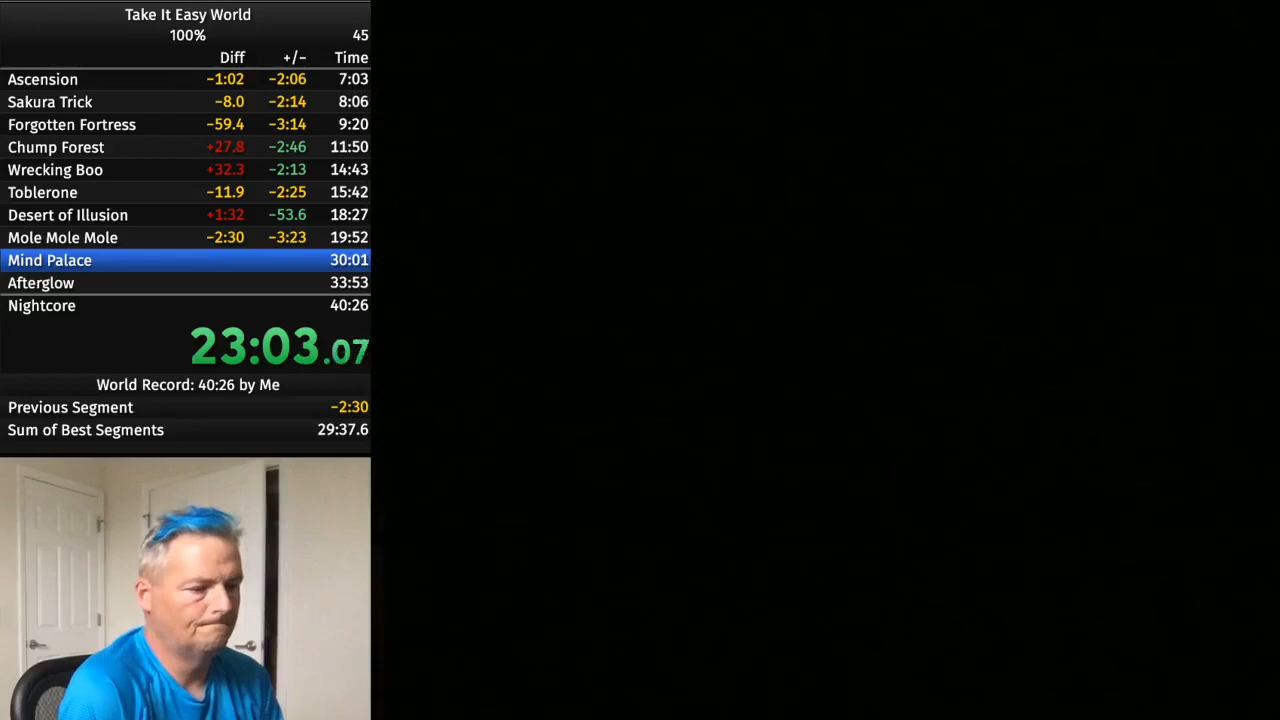 Take It Easy World
100% 45
Diff +/− Time
Ascension −1:02 −2:06 7:03
Sakura Trick −8.0 −2:14 8:06
Forgotten Fortress −59.4 −3:14 9:20
Chump Forest +27.8 −2:46 11:50
Wrecking Boo +32.3 −2:13 14:43
Toblerone −11.9 −2:25 15:42
Desert of Illusion +1:32 −53.6 18:27
Mole Mole Mole −2:30 −3:23 19:52
Mind Palace 30:01
Afterglow 33:53
Nightcore 40:26
23:03.07
World Record: 40:26 by Me
Previous Segment −2:30
Sum of Best Segments 29:37.6